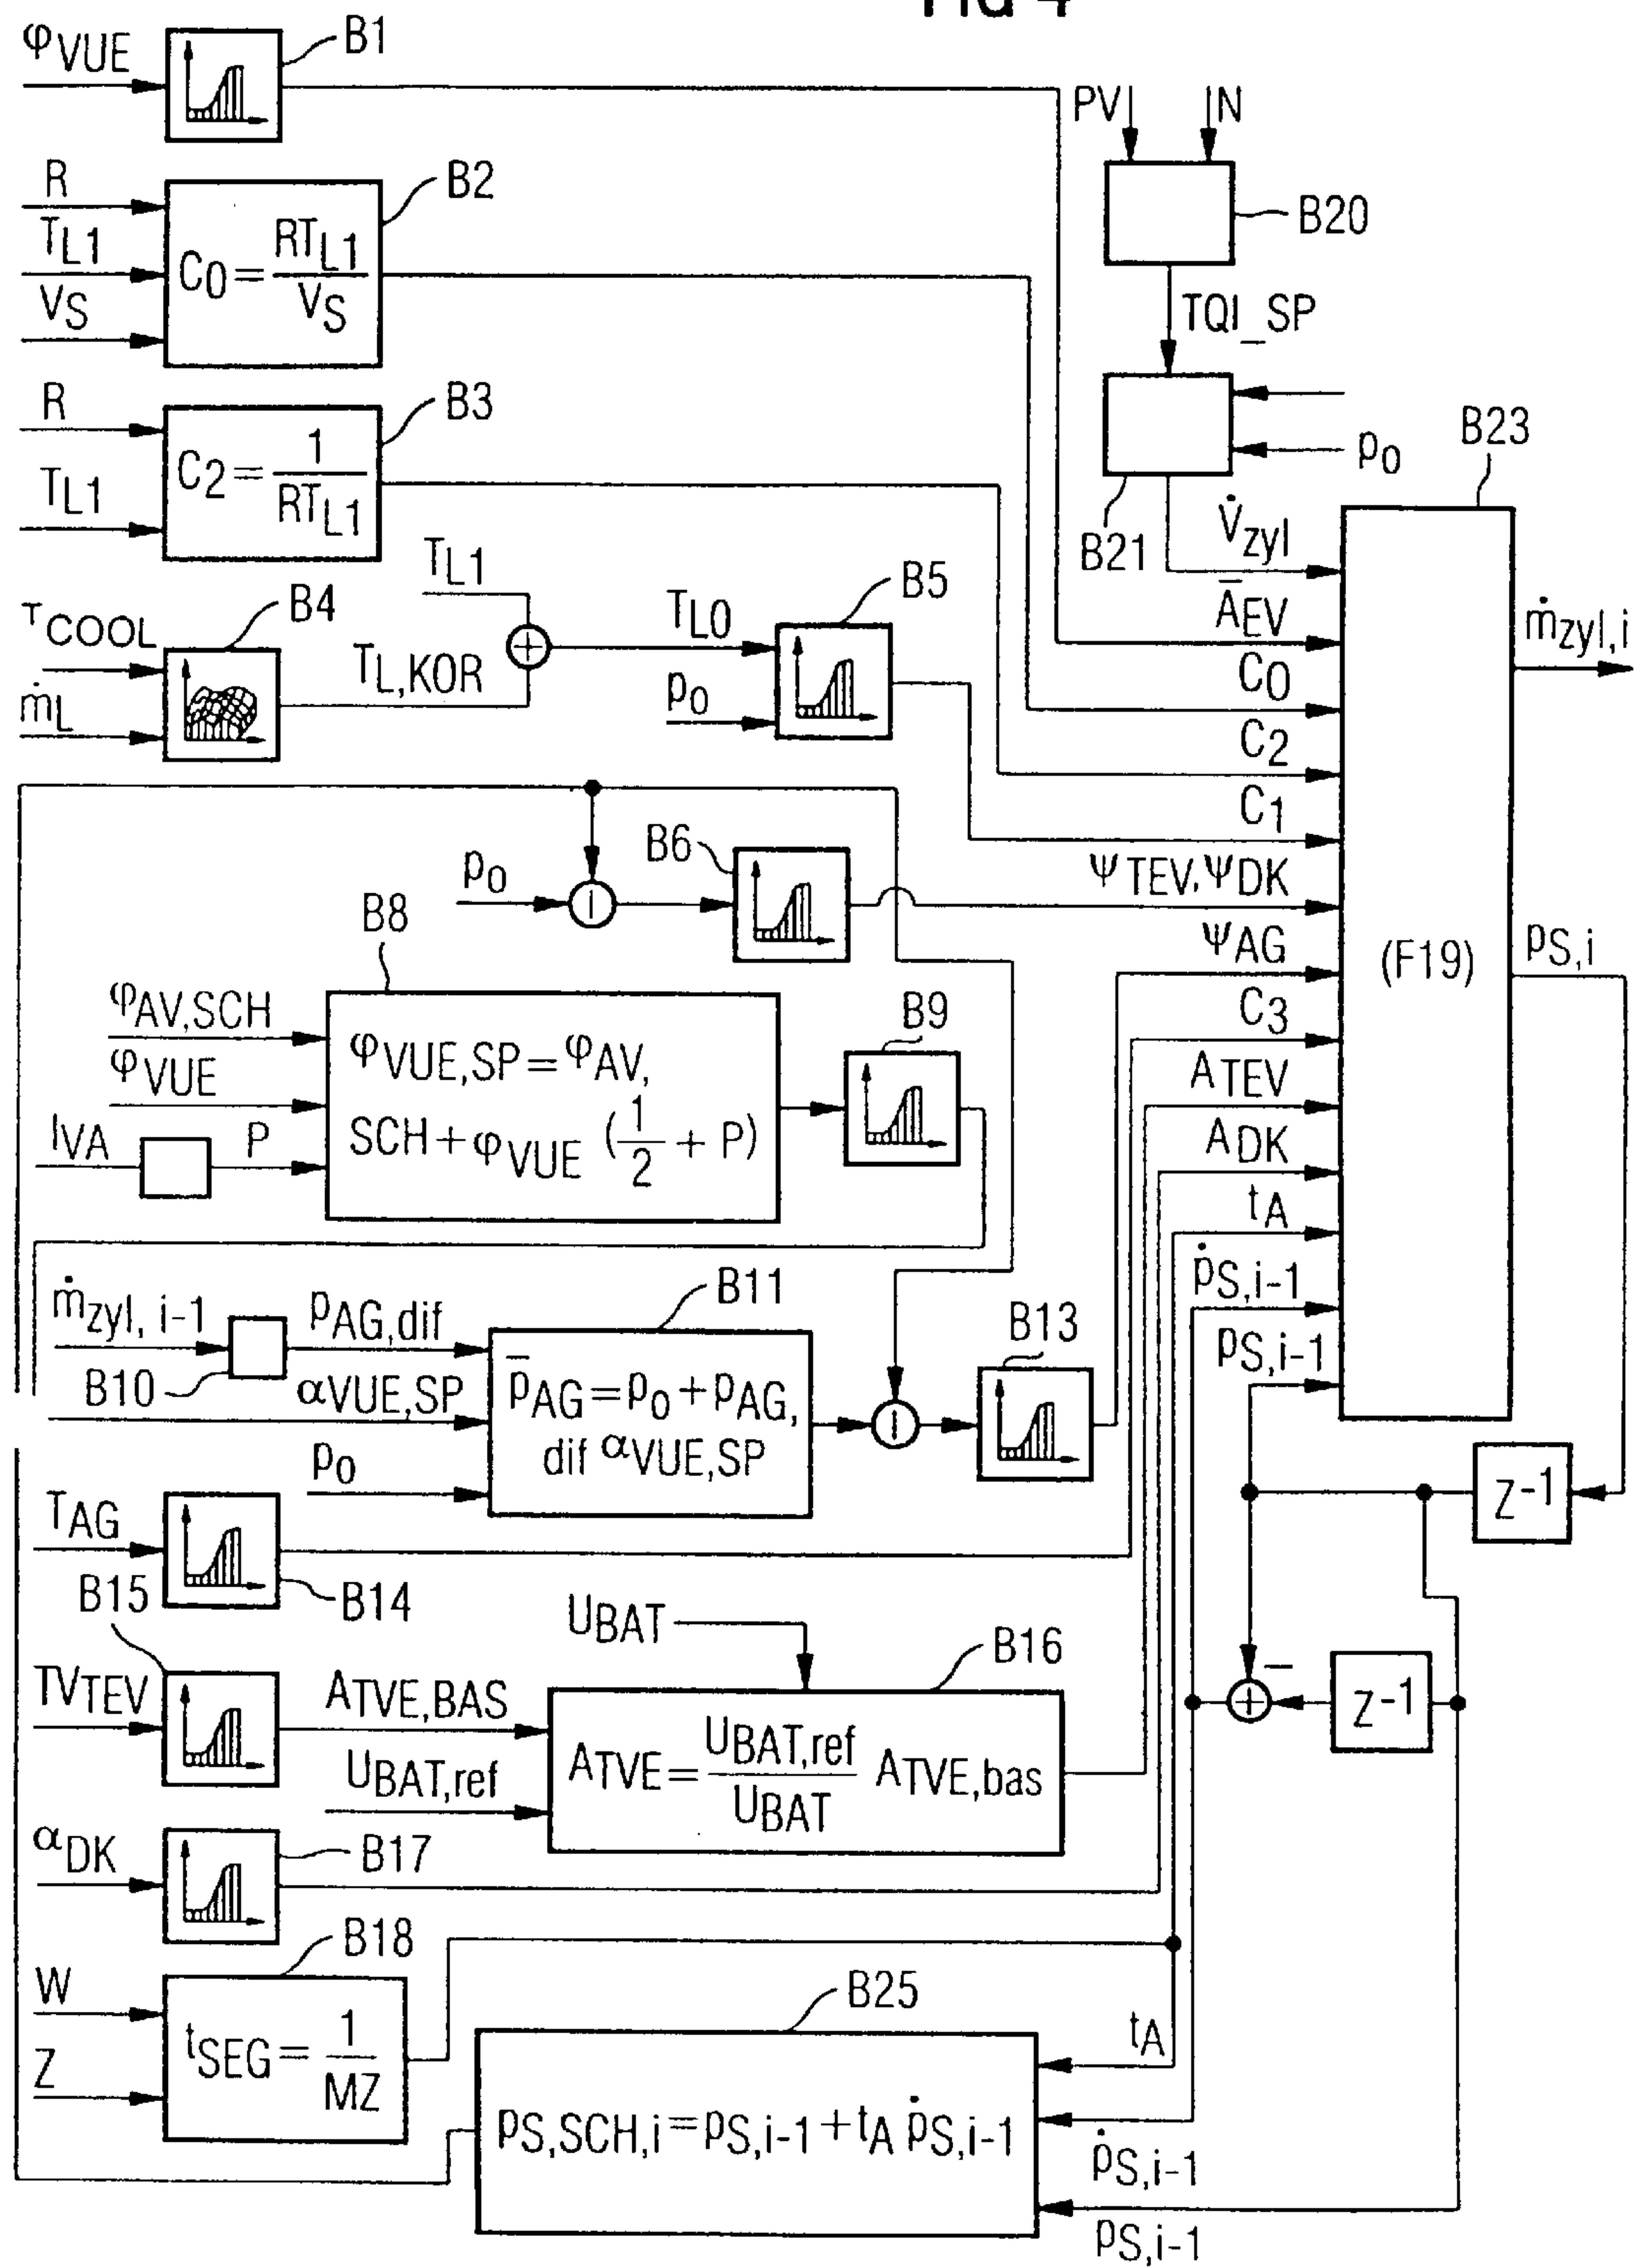 FIG 4
φVUE
B1
PV
N
R
TL1
VS
C0 = RTL1 / VS
B2
B20
TQI_SP
R
TL1
C2 = 1 / RTL1
B3
p0
B21
B23
TCOOL
ṁL
B4
TL1
TL,KOR
TL0
p0
B5
V̇zyl
ĀEV
C0
C2
C1
ΨTEV,ΨDK
ΨAG
C3
ATEV
ADK
tA
ṗS,i-1
pS,i-1
(F19)
ṁzyl,i
pS,i
p0
B6
B8
φAV,SCH
φVUE
IVA
P
φVUE,SP = φAV,
SCH + φVUE (1/2 + P)
B9
ṁzyl, i-1
B10
pAG,dif
αVUE,SP
p0
B11
p̄AG = p0 + pAG,
dif αVUE,SP
B13
Z-1
TAG
B14
B15
TVTEV
ATVE,BAS
UBAT,ref
UBAT
B16
ATVE = UBAT,ref / UBAT ATVE,bas
−
Z-1
αDK
B17
W
Z
B18
tSEG = 1 / MZ
B25
pS,SCH,i = pS,i-1 + tA ṗS,i-1
tA
ṗS,i-1
pS,i-1